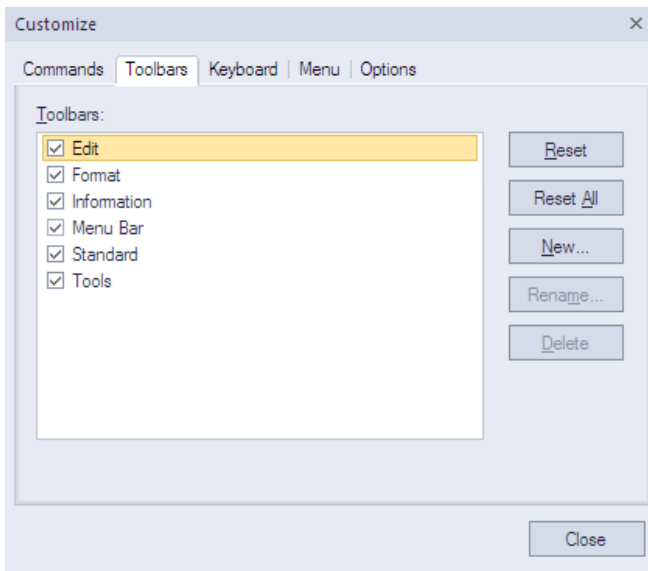 Customize
Commands Toolbars Keyboard Menu Options
Toolbars:
Edit
Format
Information
Menu Bar
Standard
Tools
Reset
Reset All
New...
Rename...
Delete
Close